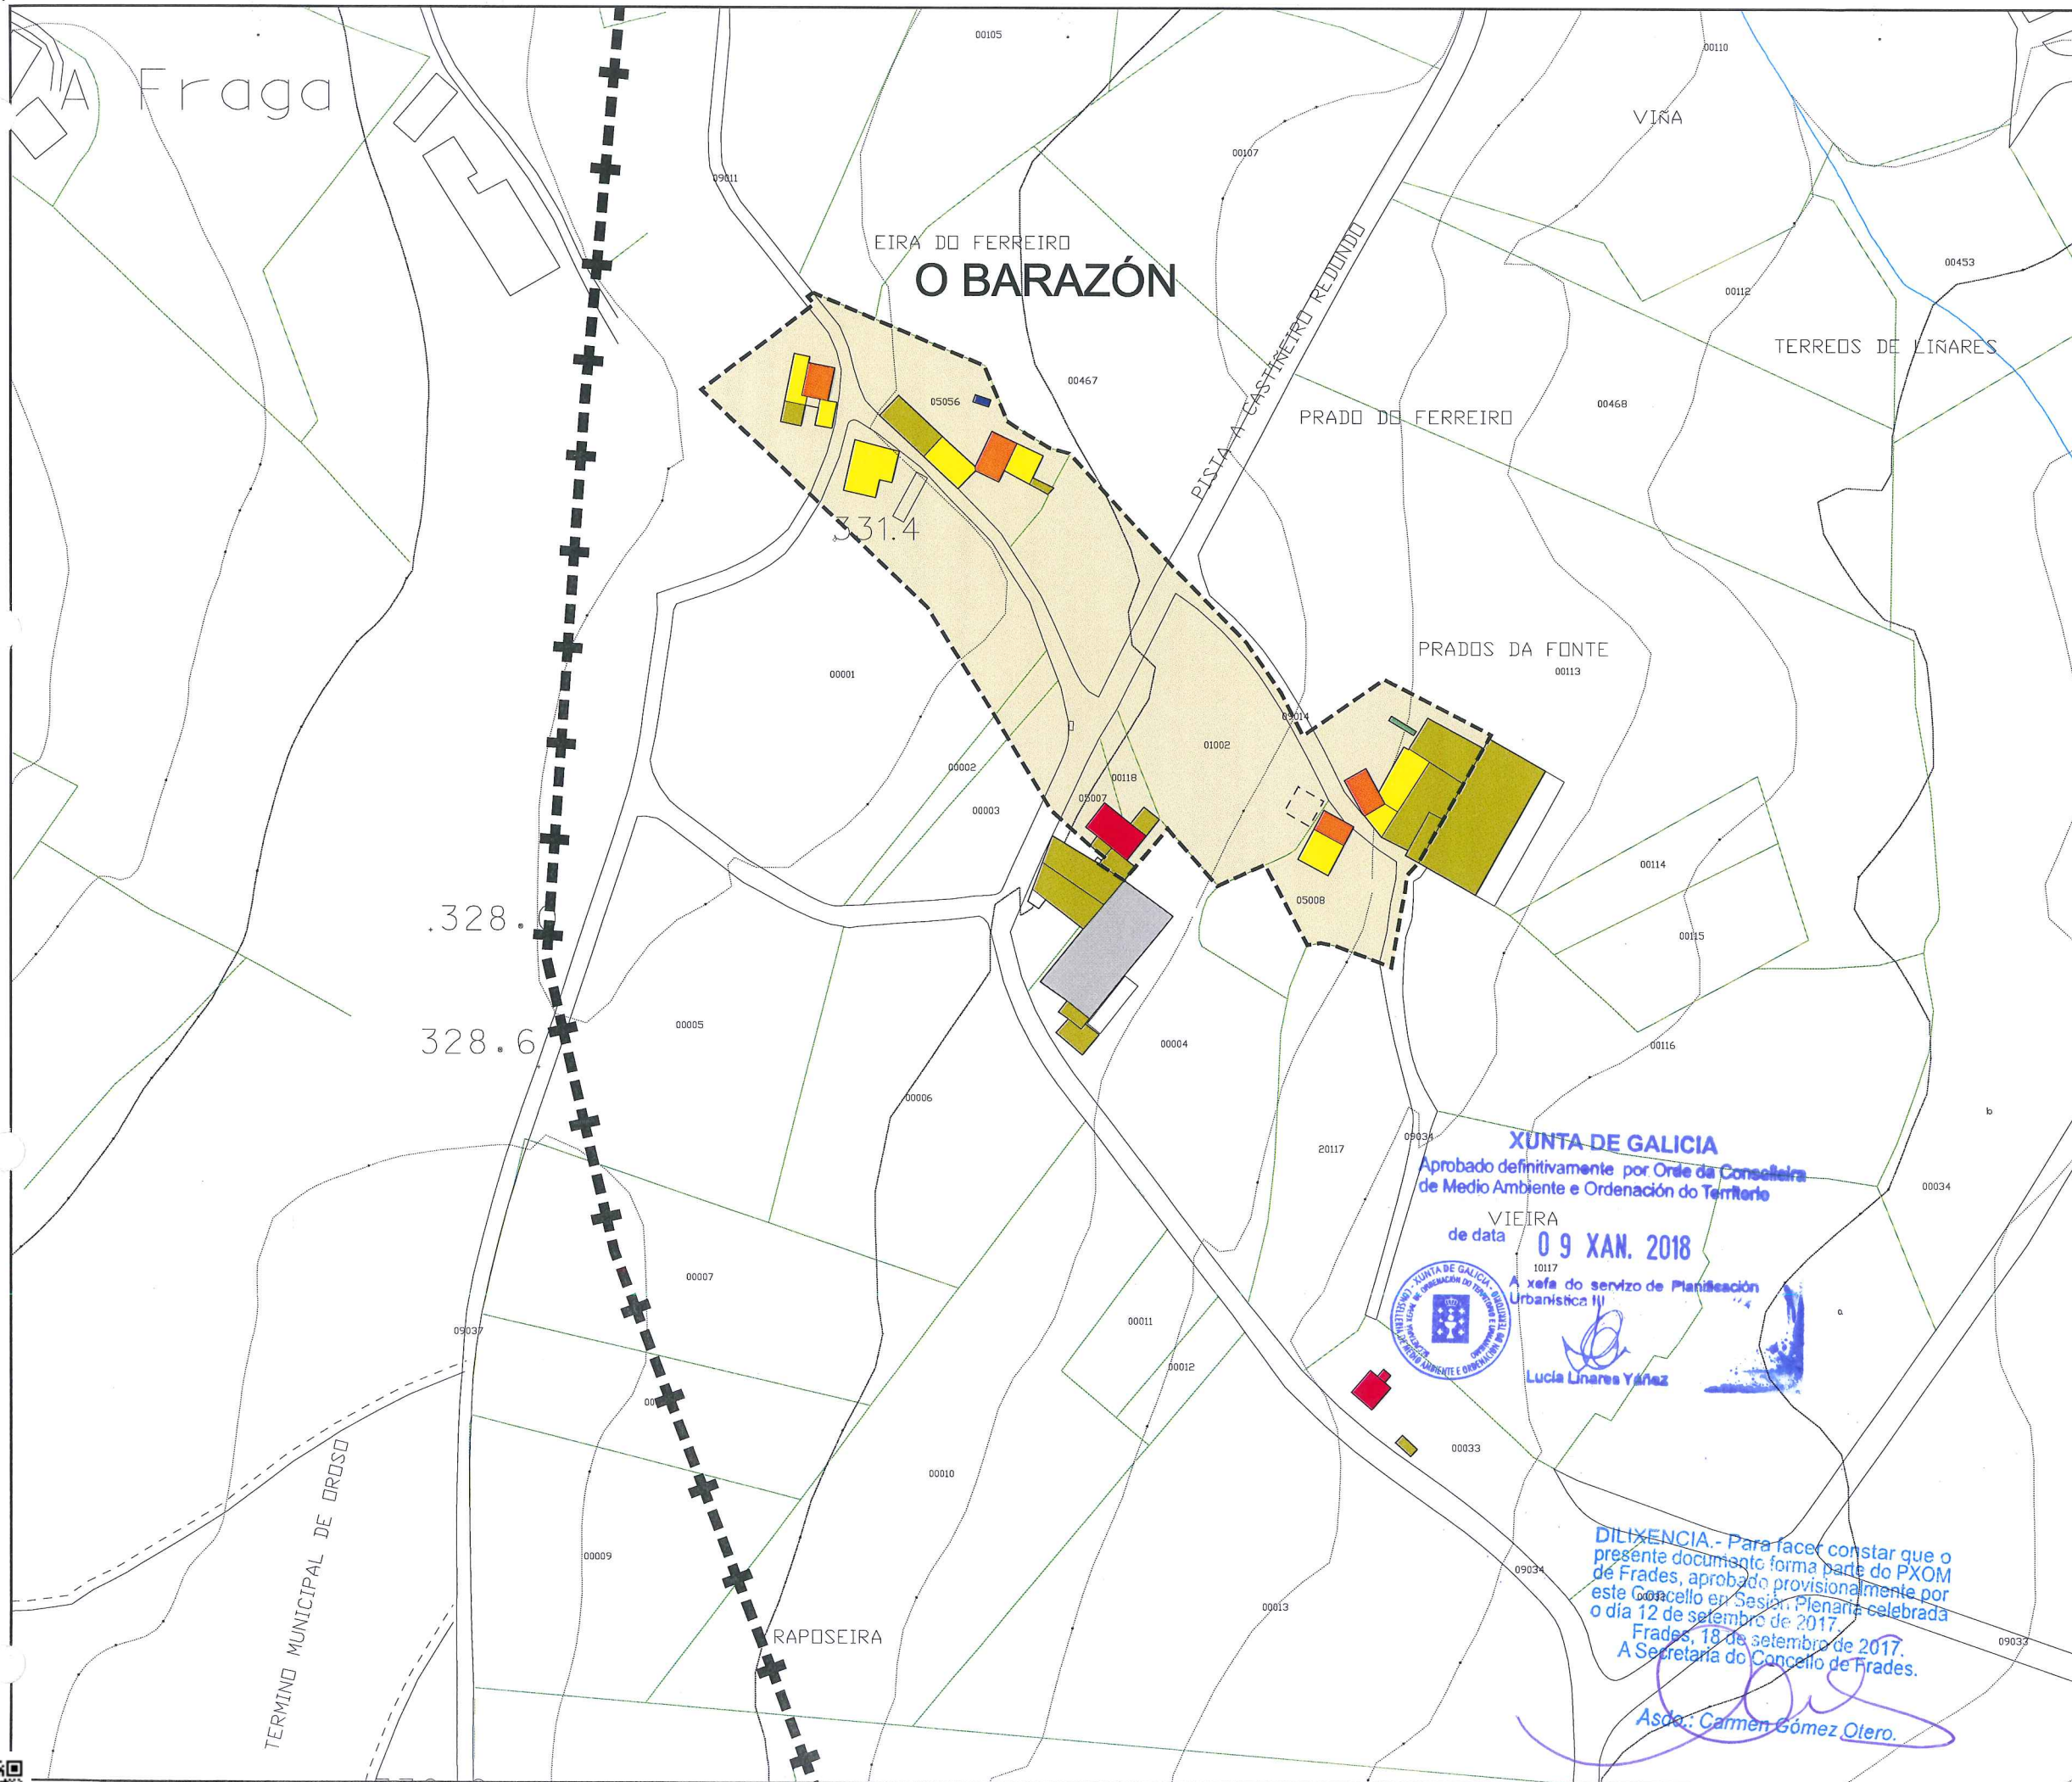 00105
00110
A Fraga
VIÑA
00107
09011
EIRA DO FERREIRO
O BARAZÓN
PISTA A CASTIÑEIRO REDONDO
00453
00112
TERREOS DE LIÑARES
00467
05056
00468
PRADO DO FERREIRO
331.4
PRADOS DA FONTE
00113
00001
09014
01002
00002
00118
05007
00003
00114
05008
.328.
00115
00005
328.6
00004
00116
00006
b
20117
09034
XUNTA DE GALICIA
Aprobado definitivamente por Orde da Conselleira
de Medio Ambiente e Ordenación do Territorio
00034
VIEIRA
de data 09 XAN. 2018
10117
A xefa do servizo de Planificación
Urbanística III
Lucía Linares Yáñez
00007
00011
a
09037
00012
00033
00010
TERMINO MUNICIPAL DE OROSO
00009
09034
DILIXENCIA.- Para facer constar que o
presente documento forma parte do PXOM
de Frades, aprobado provisionalmente por
este Concello en Sesión Plenaria celebrada
o día 12 de setembro de 2017.
Frades, 18 de setembro de 2017.
A Secretaria do Concello de Frades.
00013
RAPOSEIRA
09033
Asdo.: Carmen Gómez Otero.